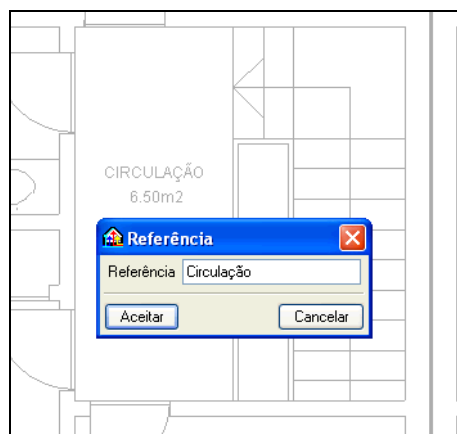 CIRCULAÇÃO
6.50m2
Referência
Referência Circulação
Aceitar Cancelar